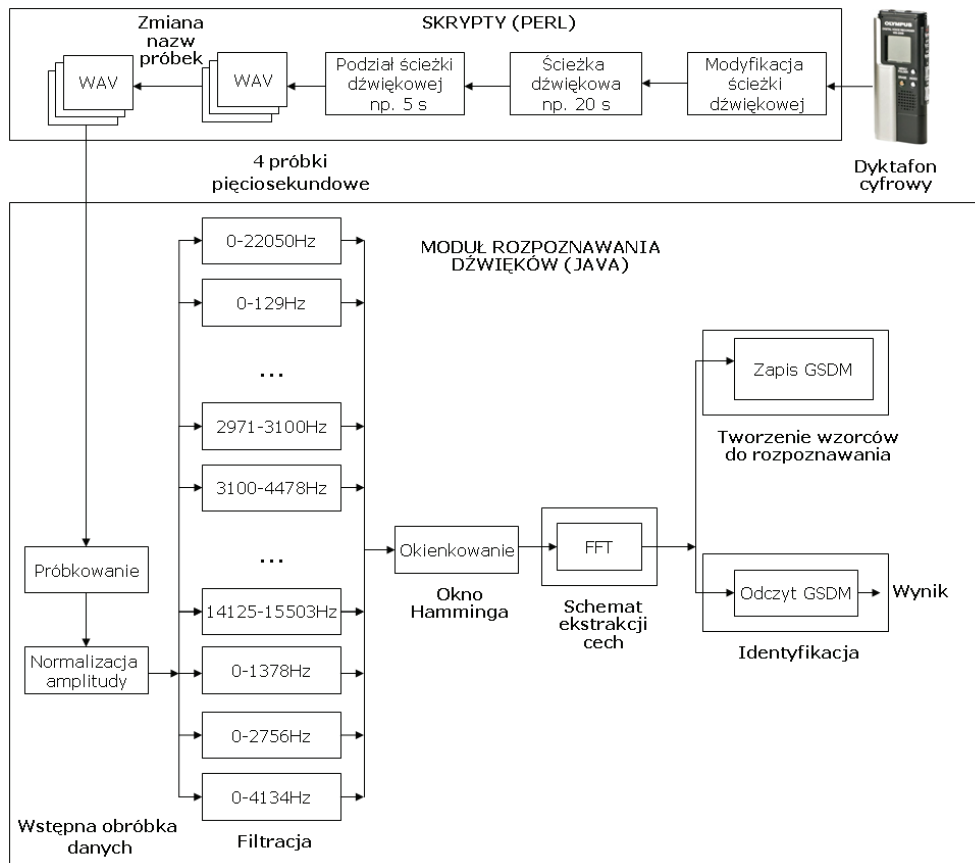 SKRYPTY (PERL)
Zmiana
nazw
próbek
WAV
WAV
Podział ścieżki
dźwiękowej
np. 5 s
Ścieżka
dźwiękowa
np. 20 s
Modyfikacja
ścieżki
dźwiękowej
OLYMPUS
4 próbki
pięciosekundowe
Dyktafon
cyfrowy
MODUŁ ROZPOZNAWANIA
DŹWIĘKÓW (JAVA)
0-22050Hz
0-129Hz
...
2971-3100Hz
3100-4478Hz
...
14125-15503Hz
0-1378Hz
0-2756Hz
0-4134Hz
Próbkowanie
Normalizacja
amplitudy
Wstępna obróbka
danych
Filtracja
Okienkowanie
Okno
Hamminga
FFT
Schemat
ekstrakcji
cech
Zapis GSDM
Tworzenie wzorców
do rozpoznawania
Odczyt GSDM
Wynik
Identyfikacja